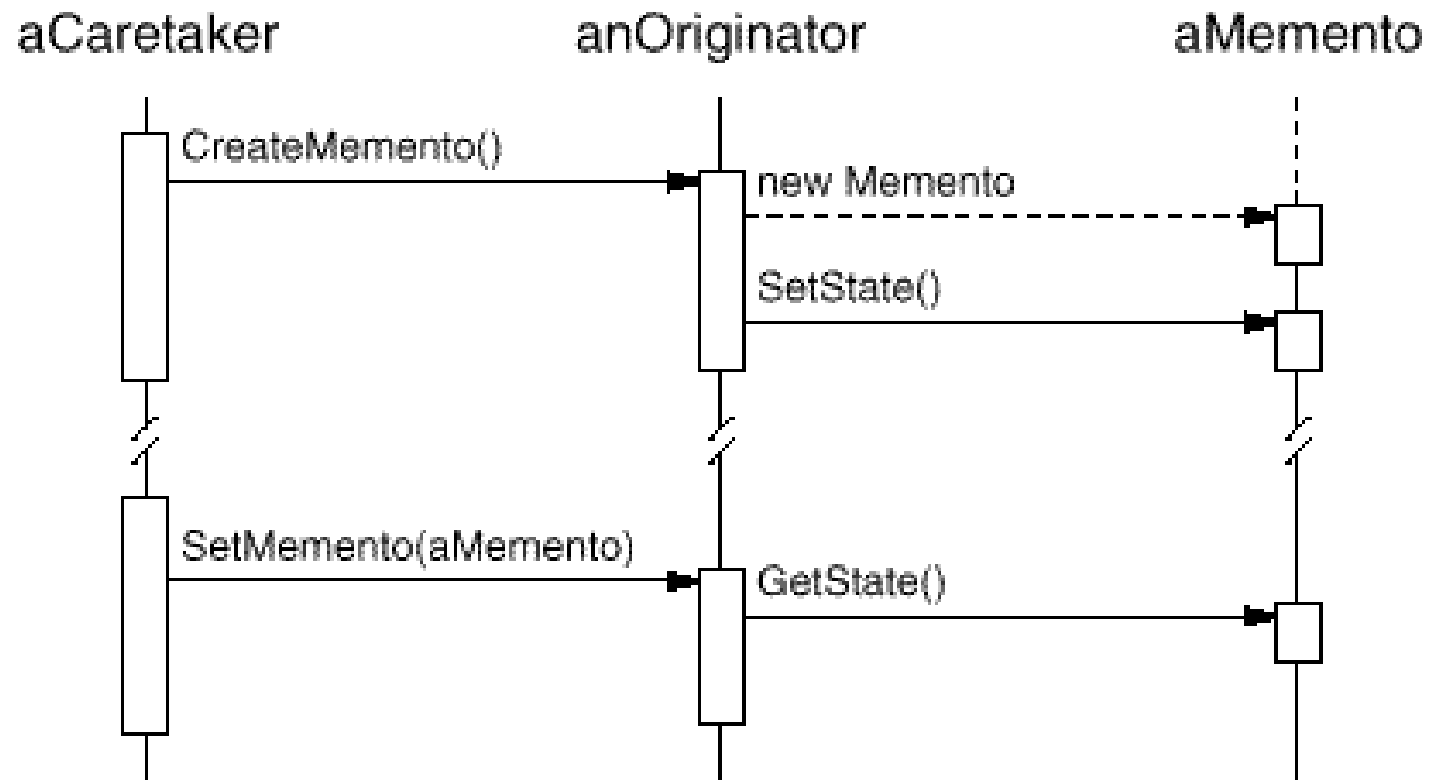 aCaretaker anOriginator aMemento
CreateMemento()
new Memento
SetState()
SetMemento(aMemento)
GetState()